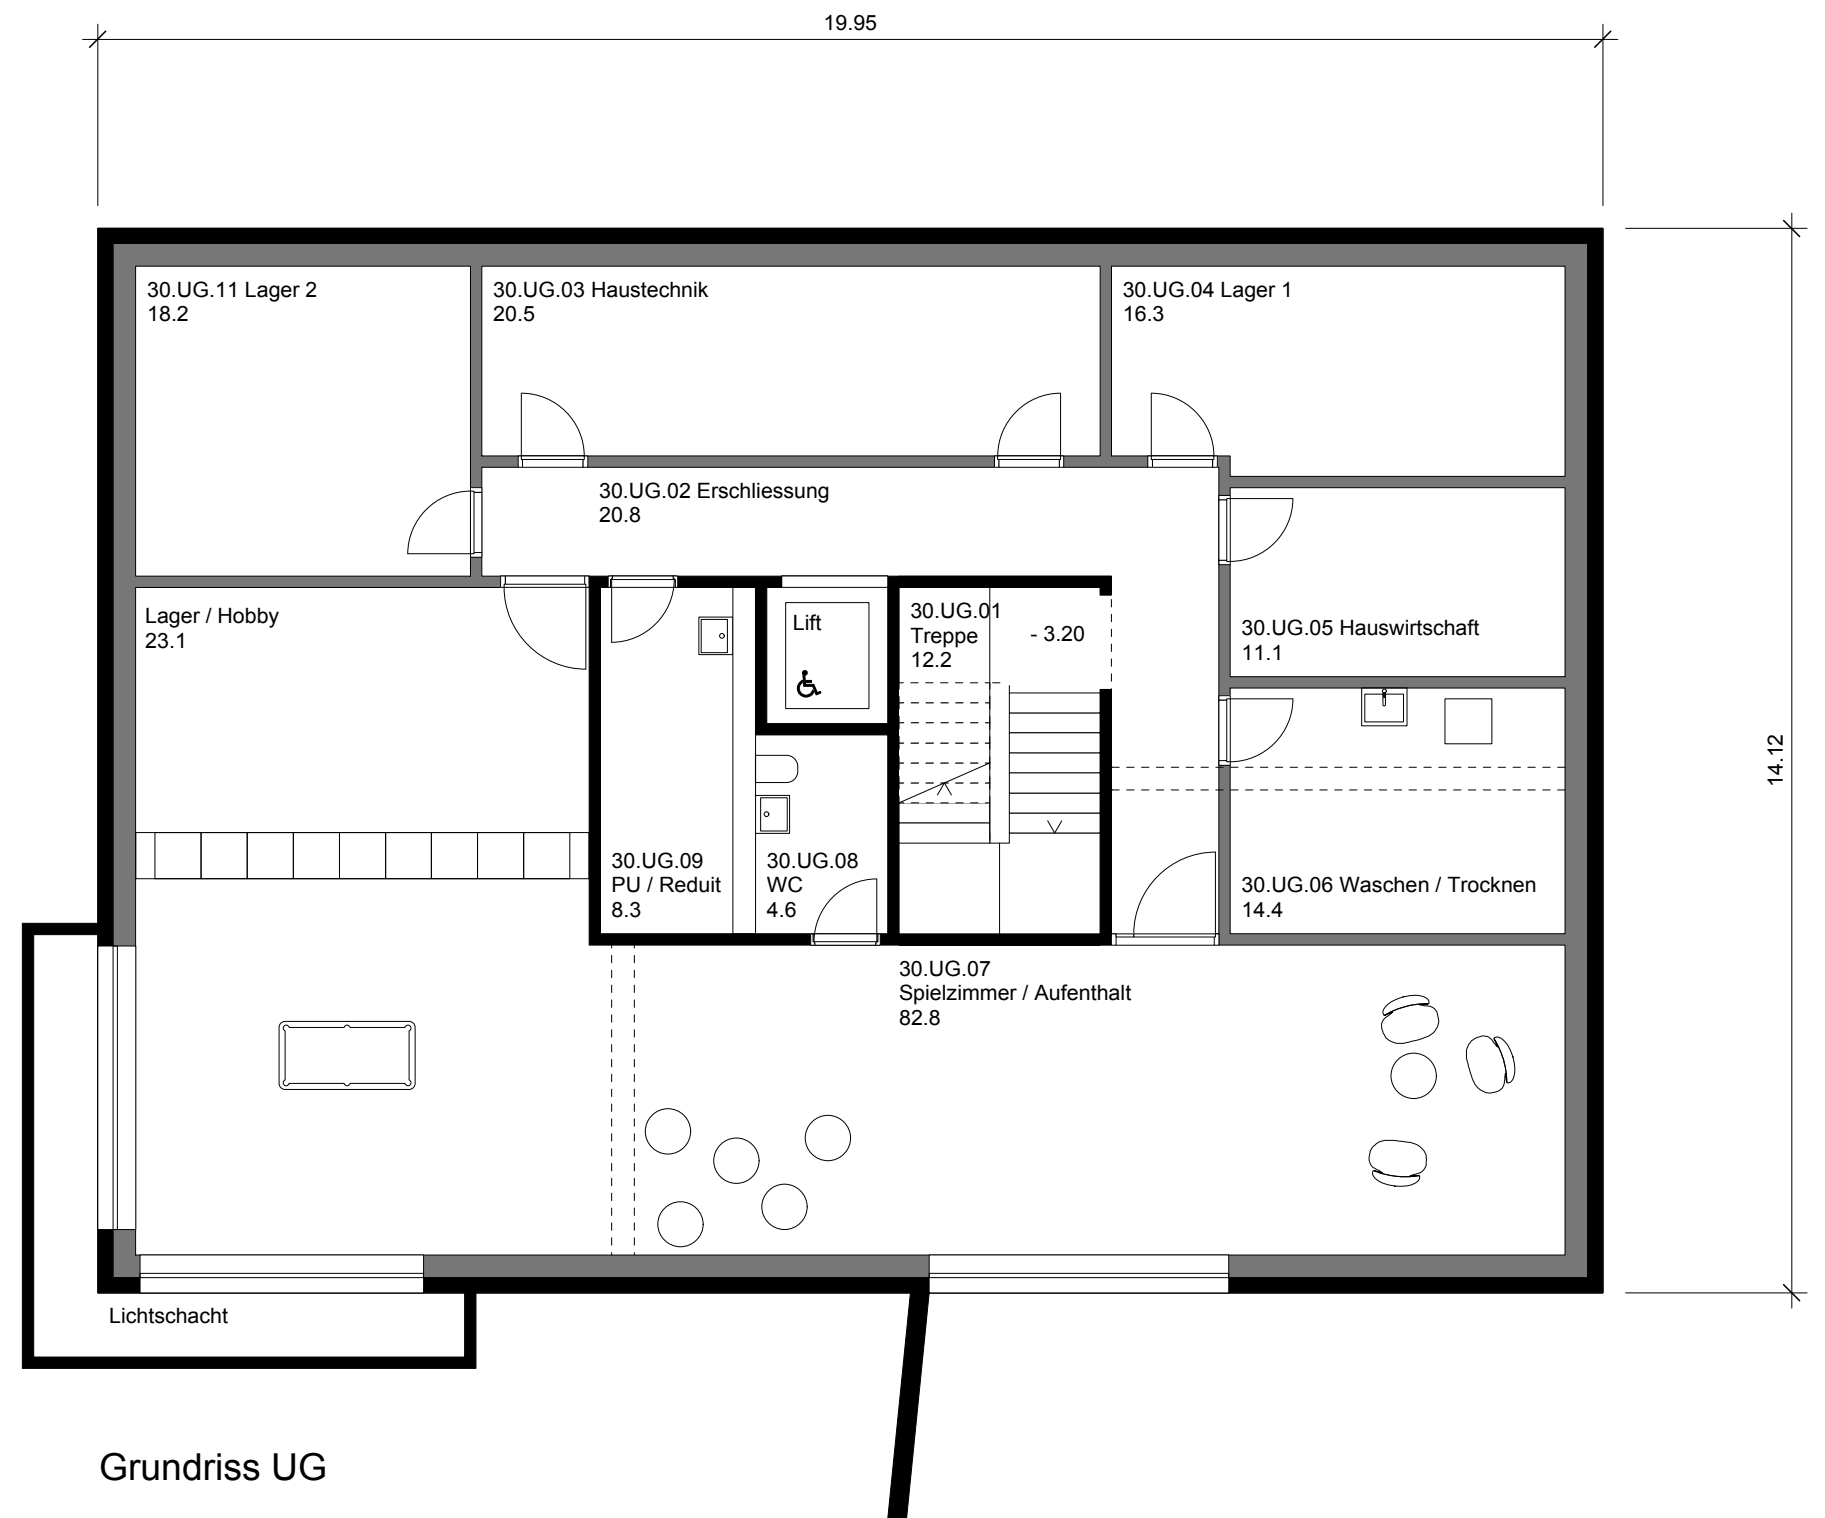 19.95
14.12
30.UG.11 Lager 2
18.2
30.UG.03 Haustechnik
20.5
30.UG.04 Lager 1
16.3
30.UG.02 Erschliessung
20.8
Lager / Hobby
23.1
Lift
30.UG.01
Treppe
12.2
- 3.20
30.UG.05 Hauswirtschaft
11.1
30.UG.09
PU / Reduit
8.3
30.UG.08
WC
4.6
30.UG.06 Waschen / Trocknen
14.4
30.UG.07
Spielzimmer / Aufenthalt
82.8
Lichtschacht
Grundriss UG